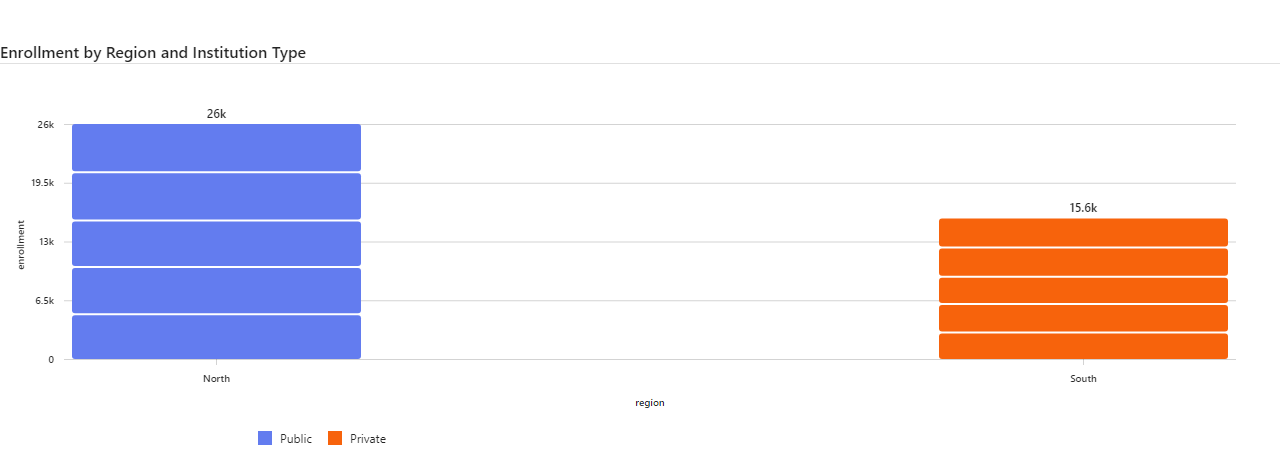 Enrollment by Region and Institution Type
26k
26k
19.5k
15.6k
13k
6.5k
0
enrollment
North
South
region
Public
Private